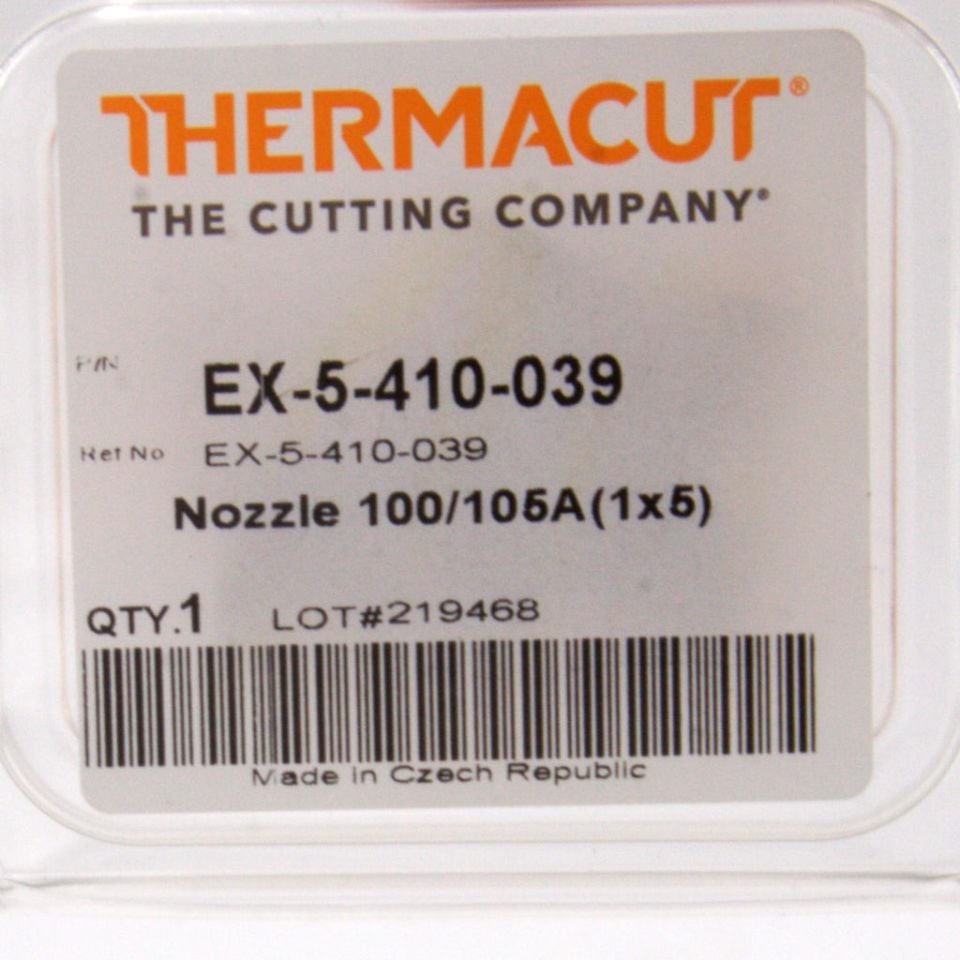 THERMACUT®
THE CUTTING COMPANY®
P/N EX-5-410-039
Ref No EX-5-410-039
Nozzle 100/105A(1x5)
QTY.1 LOT#219468
Made in Czech Republic